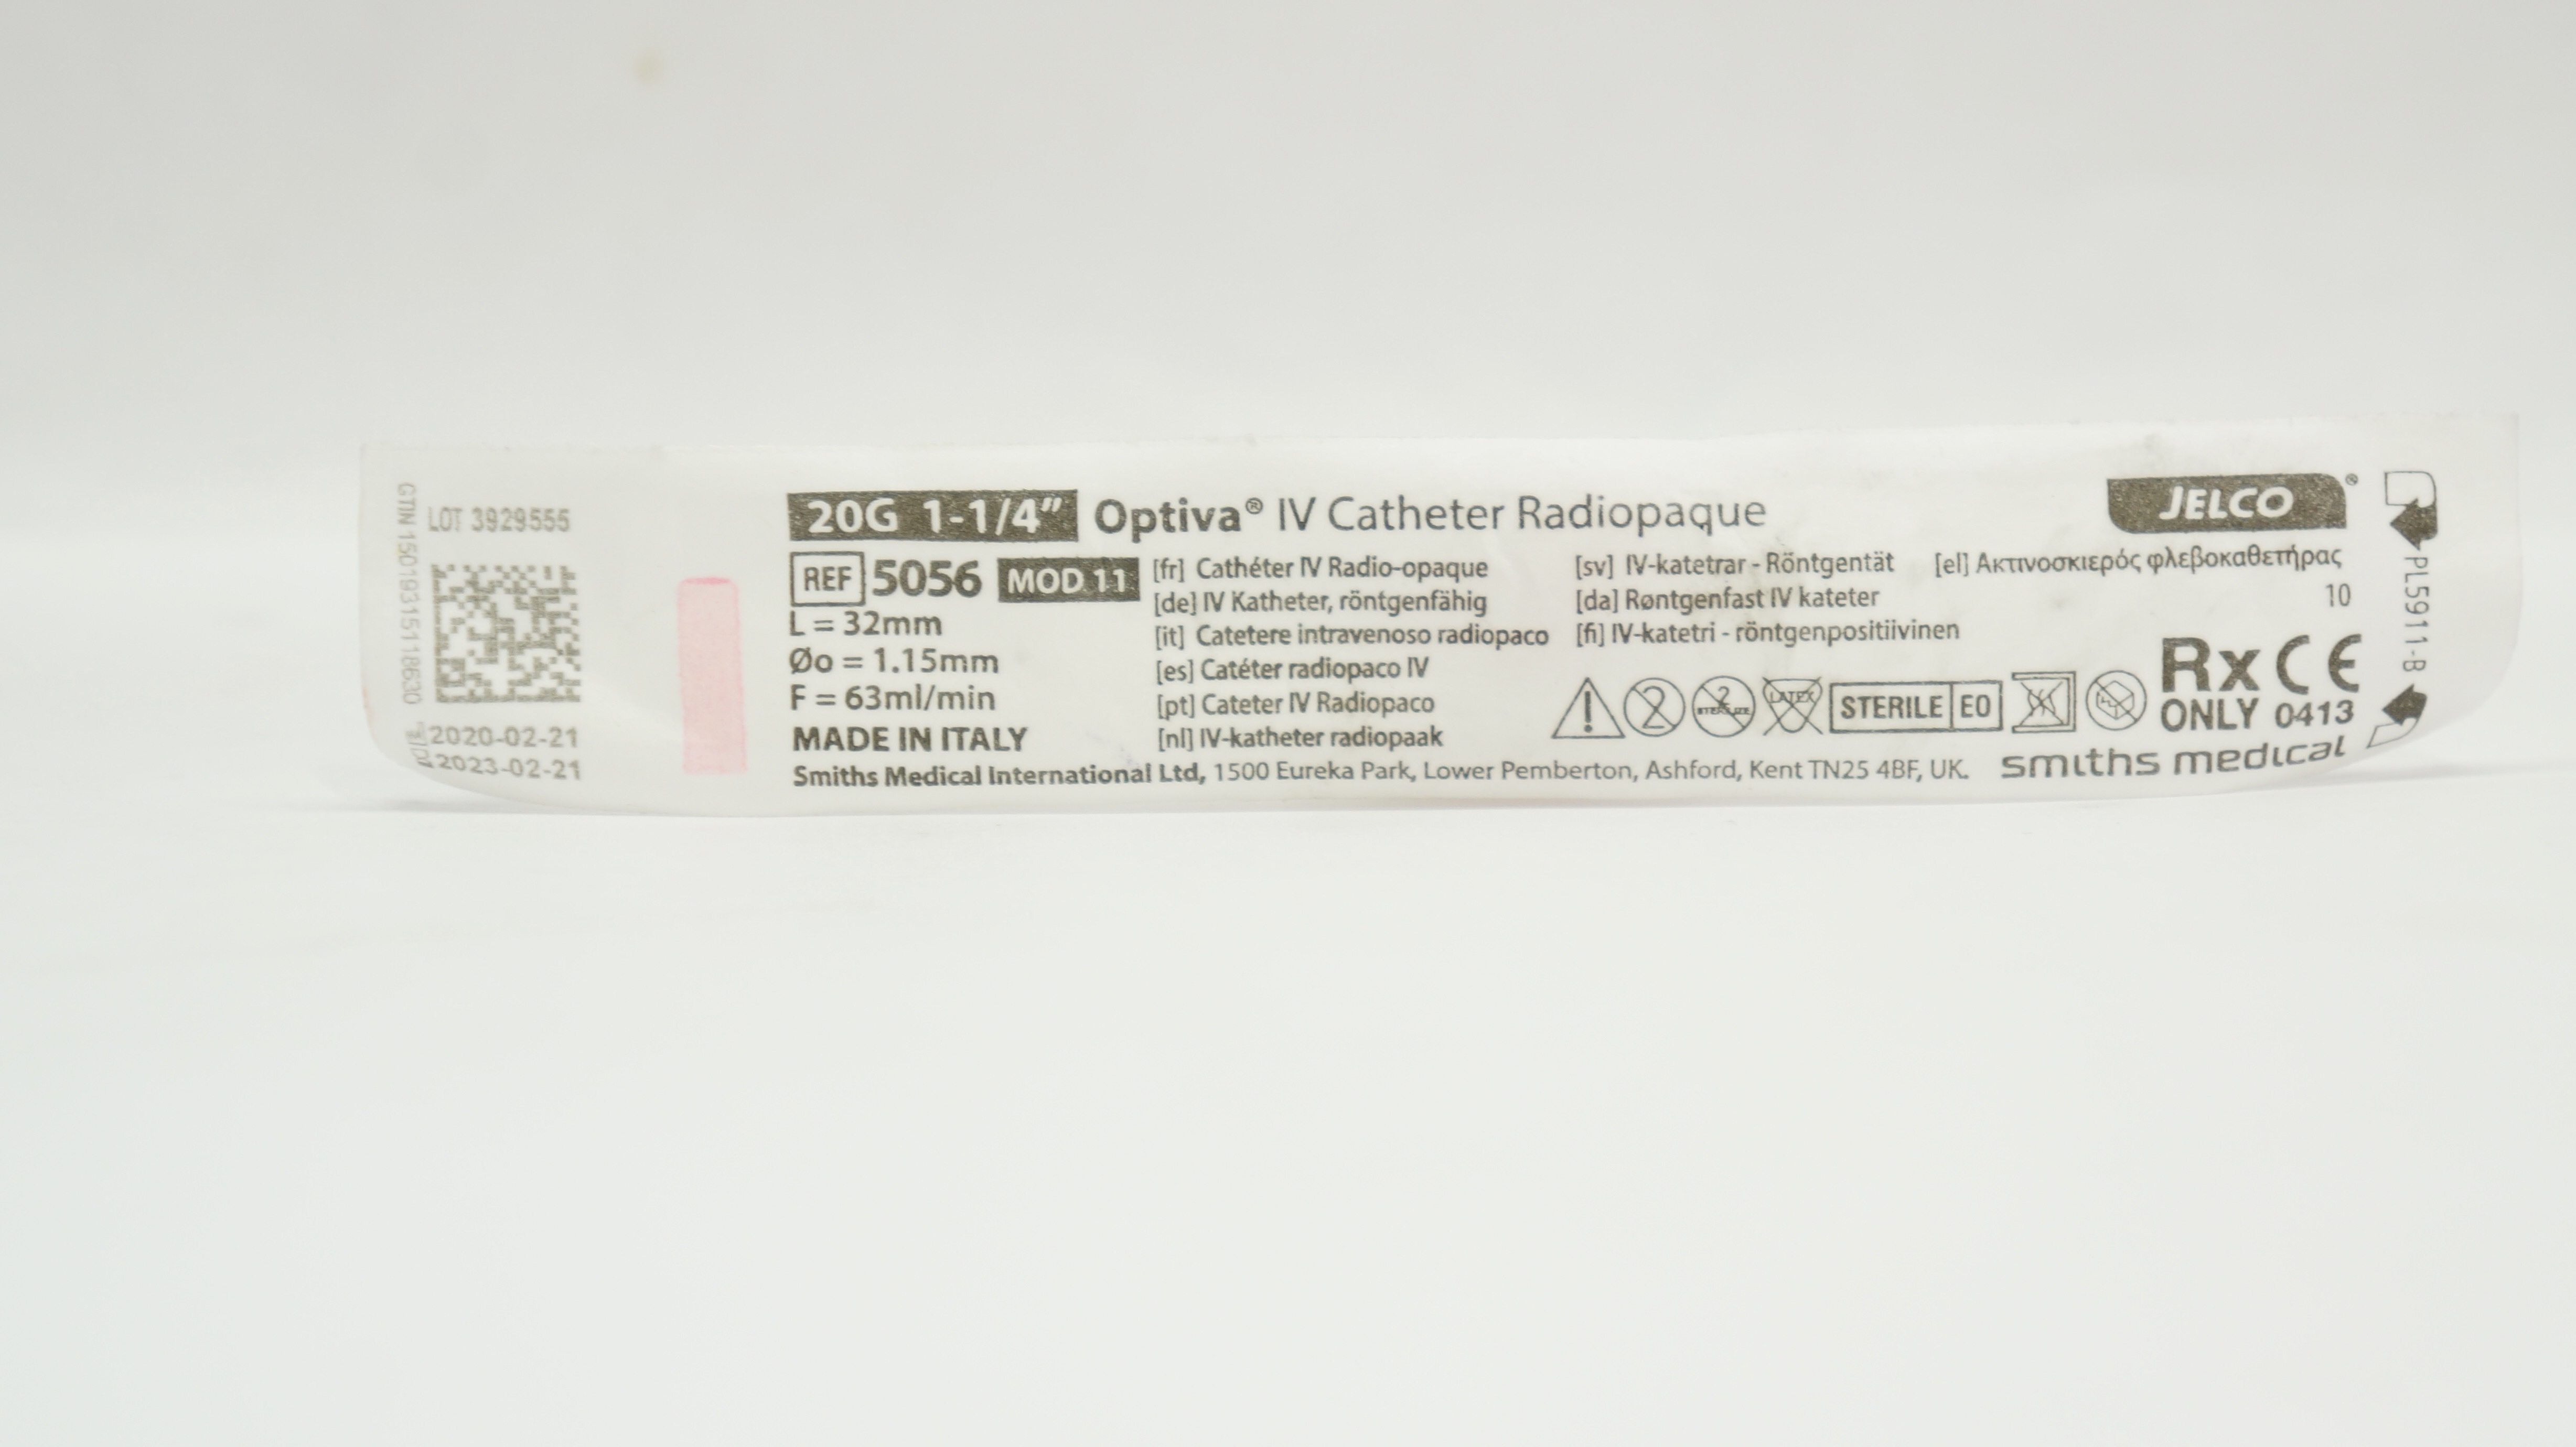 GTIN 15019315118630
LOT 3929555
2020-02-21
2023-02-21
20G 1-1/4" Optiva® IV Catheter Radiopaque
REF 5056 MOD 11
L = 32mm
Øo = 1.15mm
F = 63ml/min
MADE IN ITALY
[fr] Cathéter IV Radio-opaque
[de] IV Katheter, röntgenfähig
[it] Catetere intravenoso radiopaco
[es] Catéter radiopaco IV
[pt] Cateter IV Radiopaco
[nl] IV-katheter radiopaak
[sv] IV-katetrar - Röntgentät
[da] Røntgenfast IV kateter
[fi] IV-katetri - röntgenpositiivinen
[el] Ακτινοσκιερός φλεβοκαθετήρας
10
2
2 STERILIZE
LATEX
STERILE EO
Rx ONLY
CE 0413
JELCO®
PL5911-B
Smiths Medical International Ltd, 1500 Eureka Park, Lower Pemberton, Ashford, Kent TN25 4BF, UK.
smiths medical